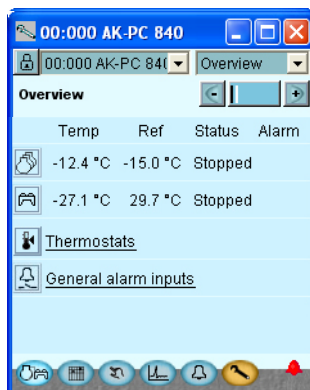 00:000 AK-PC 840
00:000 AK-PC 84( Overview
Overview
Temp Ref Status Alarm
-12.4 °C -15.0 °C Stopped
-27.1 °C 29.7 °C Stopped
Thermostats
General alarm inputs